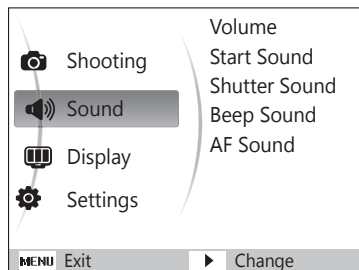 Shooting
Sound
Display
Settings
Volume
Start Sound
Shutter Sound
Beep Sound
AF Sound
MENU Exit
Change